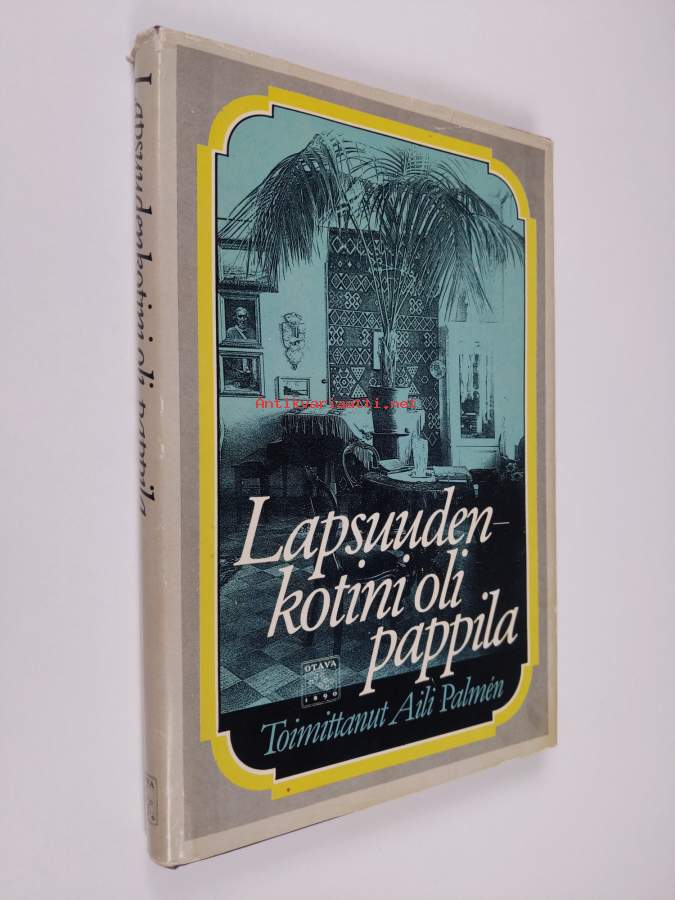 Lapsuudenkotini oli pappila
Antikvariaatti.net
Lapsuuden-
kotini oli
pappila
OTAVA
1890
Toimittanut Aili Palmén